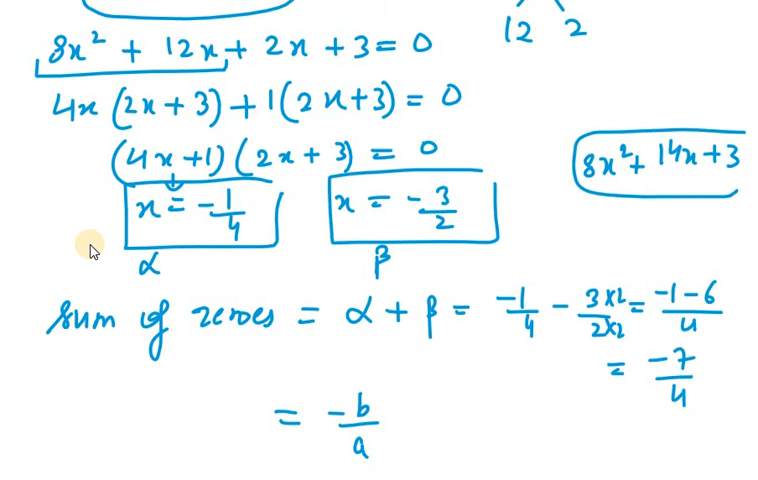 12 2
8x² + 12x + 2x + 3 = 0
4x (2x + 3) + 1(2x+3) = 0
(4x+1) (2x + 3) = 0
8x² + 14x + 3
x = -1/4 x = -3/2
α β
Sum of zeroes = α + β = -1/4 - 3×2/2×2 = -1-6/4
= -7/4
= -b/a